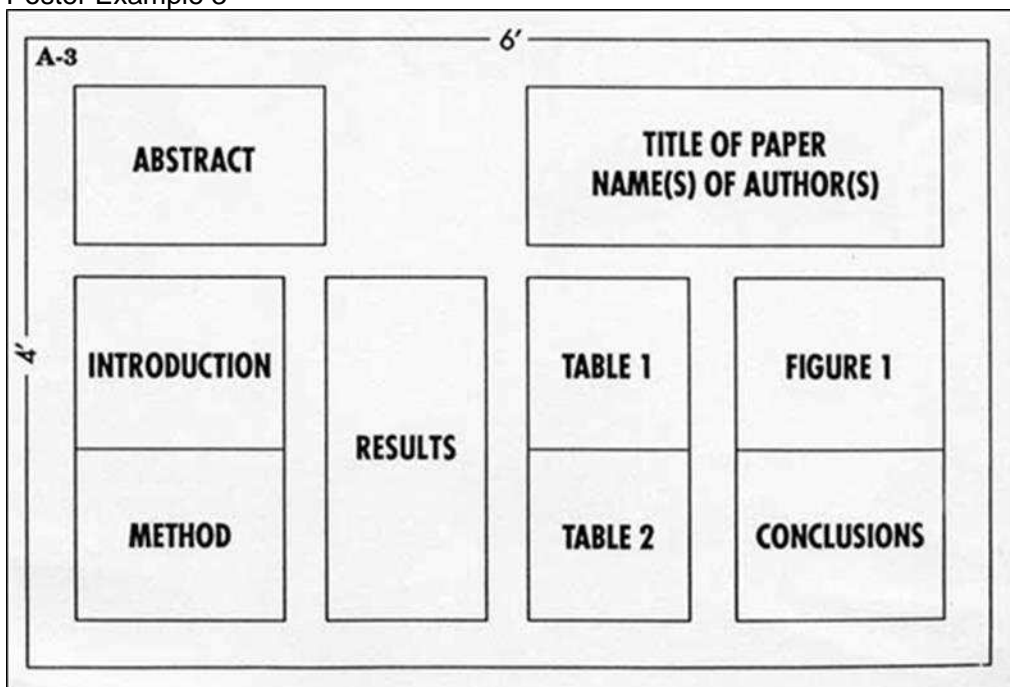 Poster Example 3
6'
A-3
ABSTRACT
TITLE OF PAPER
NAME(S) OF AUTHOR(S)
4'
INTRODUCTION
METHOD
RESULTS
TABLE 1
TABLE 2
FIGURE 1
CONCLUSIONS